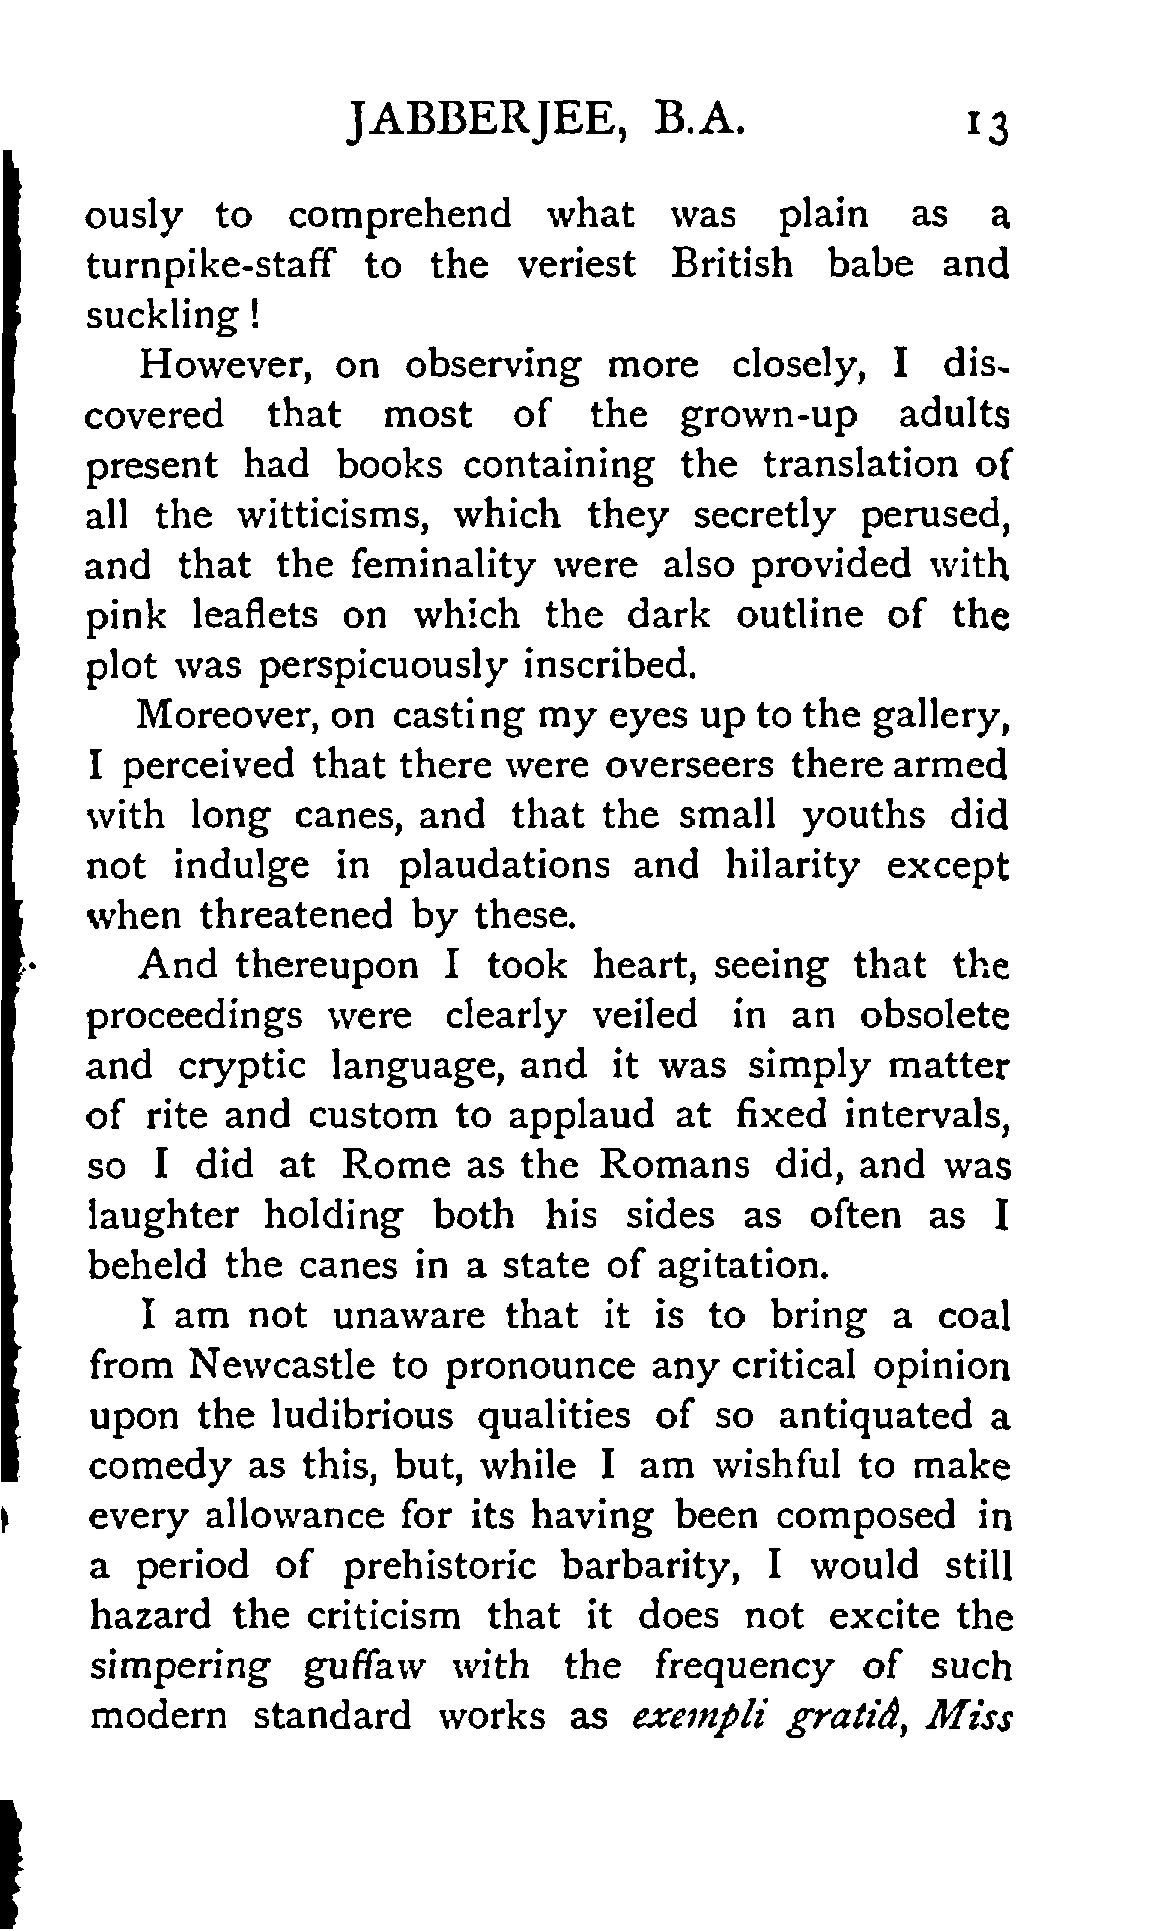 JABBERJEE, B.A. 13
ously to comprehend what was plain as a
turnpike-staff to the veriest British babe and
suckling !
However, on observing more closely, I dis-
covered that most of the grown-up adults
present had books containing the translation of
all the witticisms, which they secretly perused,
and that the feminality were also provided with
pink leaflets on which the dark outline of the
plot was perspicuously inscribed.
Moreover, on casting my eyes up to the gallery,
I perceived that there were overseers there armed
with long canes, and that the small youths did
not indulge in plaudations and hilarity except
when threatened by these.
And thereupon I took heart, seeing that the
proceedings were clearly veiled in an obsolete
and cryptic language, and it was simply matter
of rite and custom to applaud at fixed intervals,
so I did at Rome as the Romans did, and was
laughter holding both his sides as often as I
beheld the canes in a state of agitation.
I am not unaware that it is to bring a coal
from Newcastle to pronounce any critical opinion
upon the ludibrious qualities of so antiquated a
comedy as this, but, while I am wishful to make
every allowance for its having been composed in
a period of prehistoric barbarity, I would still
hazard the criticism that it does not excite the
simpering guffaw with the frequency of such
modern standard works as exempli gratiâ, Miss